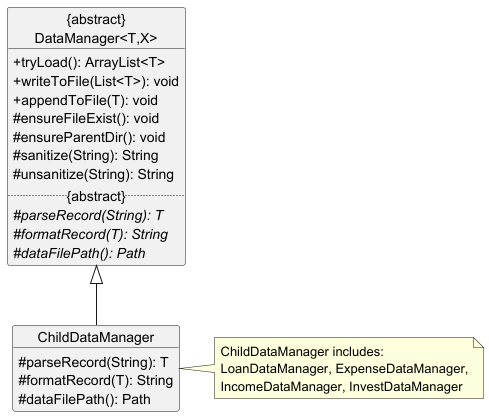 {abstract}
DataManager<T,X>
+tryLoad(): ArrayList<T>
+writeToFile(List<T>): void
+appendToFile(T): void
#ensureFileExist(): void
#ensureParentDir(): void
#sanitize(String): String
#unsanitize(String): String
{abstract}
#parseRecord(String): T
#formatRecord(T): String
#dataFilePath(): Path
ChildDataManager
#parseRecord(String): T
#formatRecord(T): String
#dataFilePath(): Path
ChildDataManager includes:
LoanDataManager, ExpenseDataManager,
IncomeDataManager, InvestDataManager